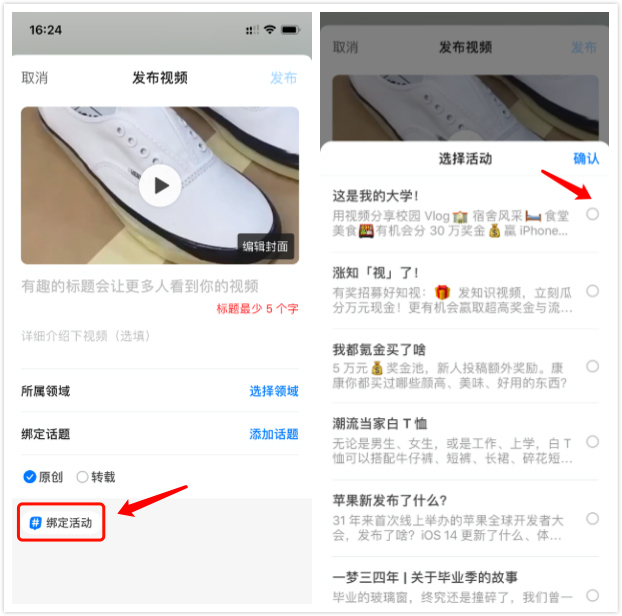 16:24
取消
发布视频
发布
编辑封面
有趣的标题会让更多人看到你的视频
标题最少 5 个字
详细介绍下视频（选填）
所属领域
选择领域
绑定话题
添加话题
原创
转载
# 绑定活动
取消
发布视频
发布
选择活动
确认
这是我的大学！
用视频分享校园 Vlog🏫 宿舍风采🛏️ 食堂
美食🍱有机会分 30 万奖金💰赢 iPhone...
涨知「视」了！
有奖招募好知视：🎁 发知识视频，立刻瓜
分万元现金！更有机会赢取超高奖金与流...
我都氪金买了啥
5 万元💰奖金池，新人投稿额外奖励。康
康你都买过哪些颜高、美味、好用的东西？
潮流当家白 T 恤
无论是男生、女生，或是工作、上学，白 T
恤可以搭配牛仔裤、短裤、长裙、碎花短...
苹果新发布了什么？
31 年来首次线上举办的苹果全球开发者大
会，发布了啥？iOS 14 更新了什么、体...
一梦三四年 | 关于毕业季的故事
毕业的玻璃窗，终究还是撞碎了，我们曾一